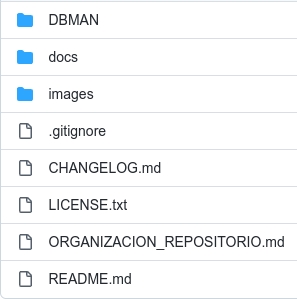 DBMAN
docs
images
.gitignore
CHANGELOG.md
LICENSE.txt
ORGANIZACION_REPOSITORIO.md
README.md